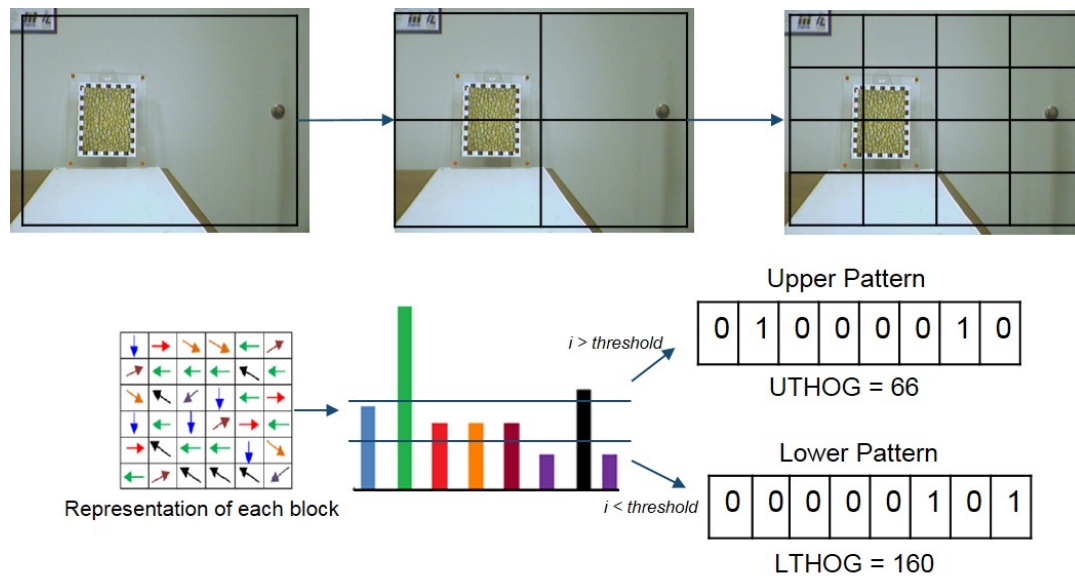 Upper Pattern
i > threshold
0 1 0 0 0 0 1 0
UTHOG = 66
Lower Pattern
Representation of each block
i < threshold
0 0 0 0 0 1 0 1
LTHOG = 160